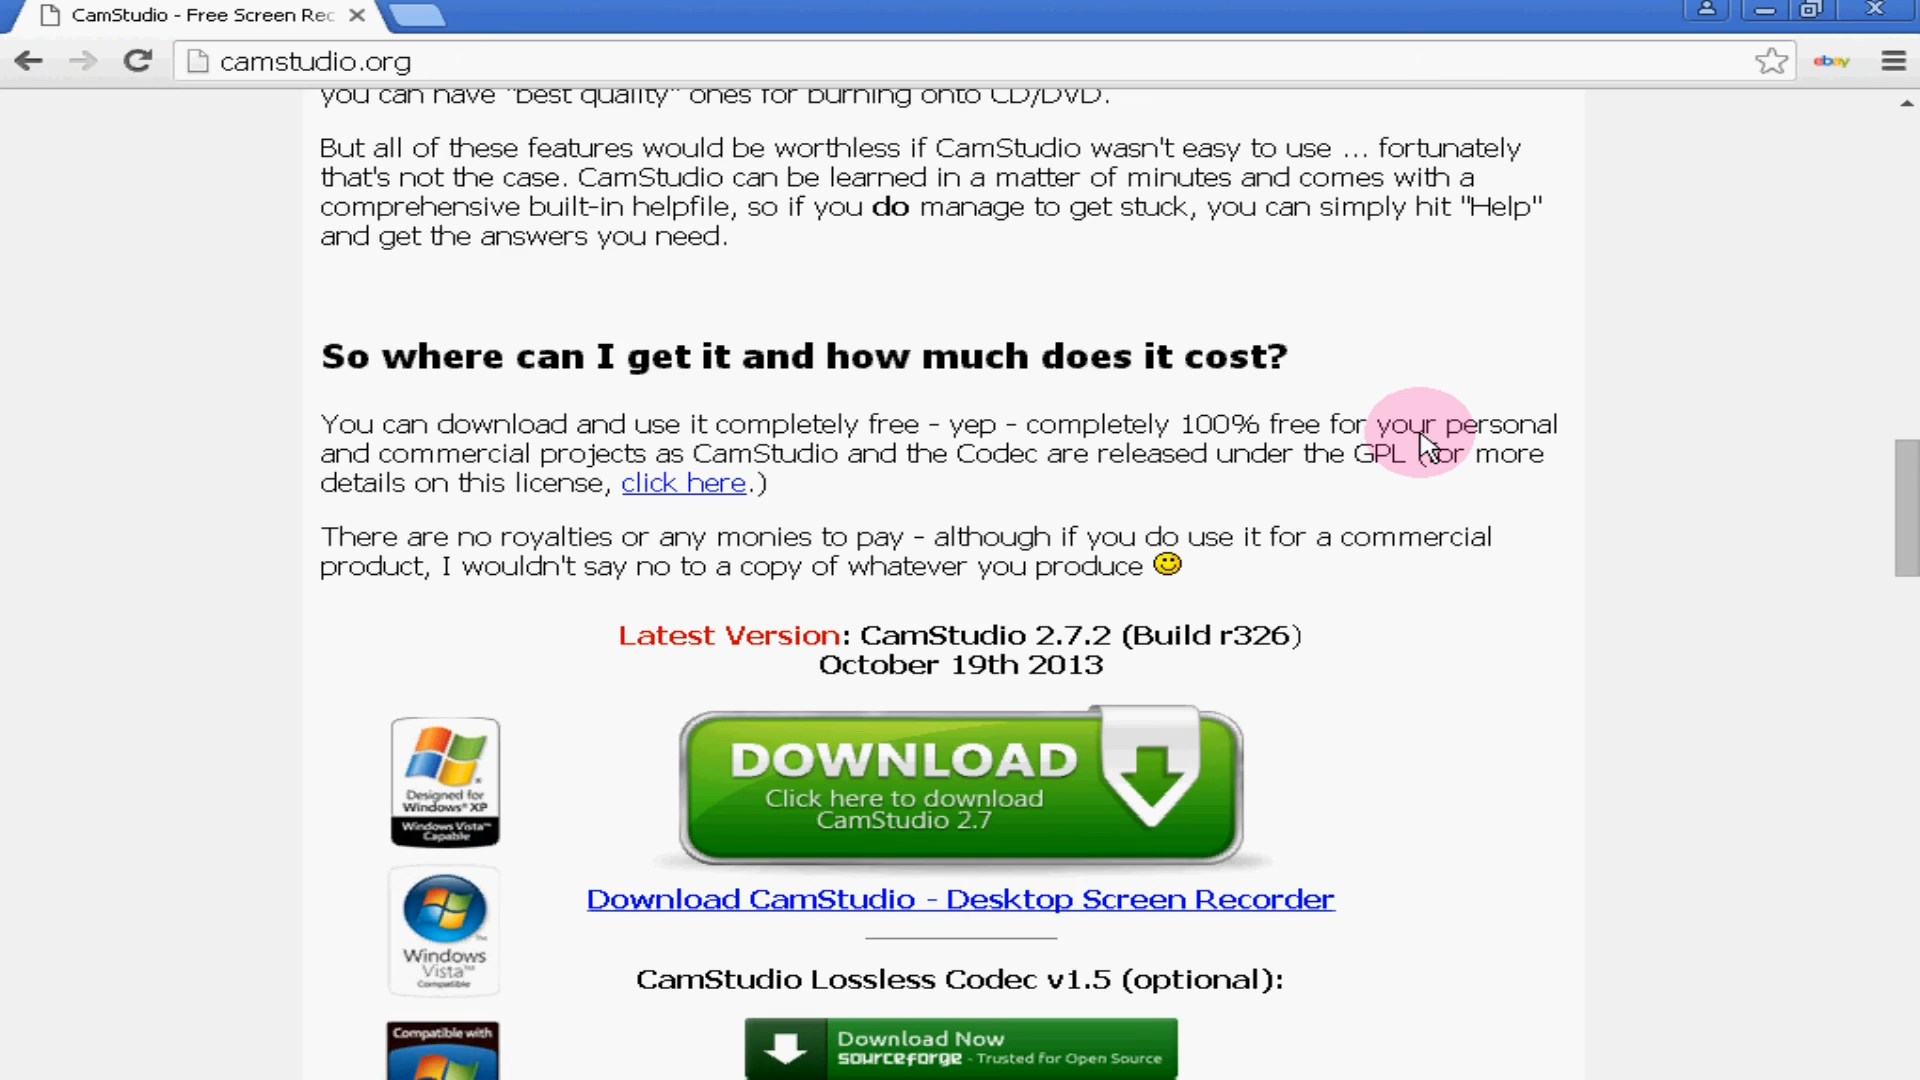 CamStudio - Free Screen Rec
camstudio.org
ebay
you can have "best quality" ones for burning onto CD/DVD.
But all of these features would be worthless if CamStudio wasn't easy to use ... fortunately
that's not the case. CamStudio can be learned in a matter of minutes and comes with a
comprehensive built-in helpfile, so if you do manage to get stuck, you can simply hit "Help"
and get the answers you need.
So where can I get it and how much does it cost?
You can download and use it completely free - yep - completely 100% free for your personal
and commercial projects as CamStudio and the Codec are released under the GPL (for more
details on this license, click here.)
There are no royalties or any monies to pay - although if you do use it for a commercial
product, I wouldn't say no to a copy of whatever you produce
Latest Version: CamStudio 2.7.2 (Build r326)
October 19th 2013
Designed for
Windows® XP
Windows Vista™
Capable
DOWNLOAD
Click here to download
CamStudio 2.7
Download CamStudio - Desktop Screen Recorder
Windows
Vista™
Compatible
CamStudio Lossless Codec v1.5 (optional):
Compatible with
Download Now
sourceforge - Trusted for Open Source